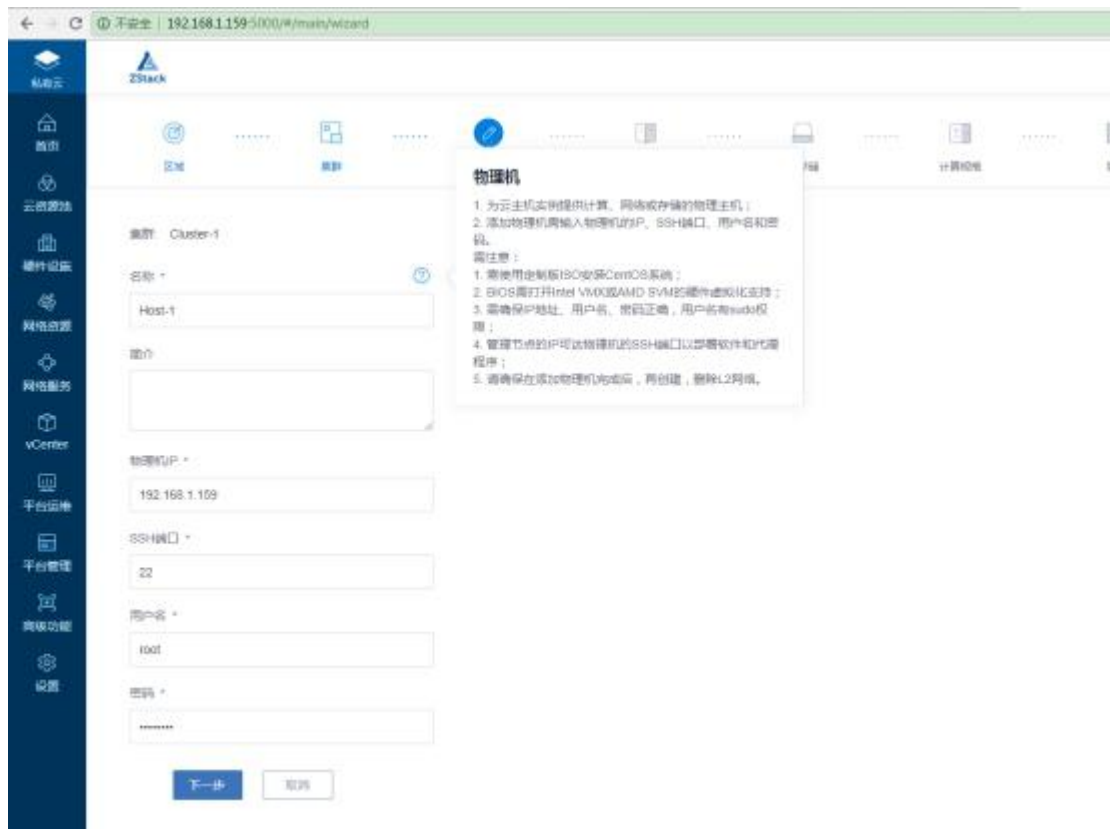 不安全 | 192.168.1.159:5000/#/main/wizard
私有云
ZStack
首页
云资源池
硬件设施
网络资源
网络服务
vCenter
平台运维
平台管理
高级功能
设置
区域
集群
计算规格
物理机
1. 为云主机实例提供计算、网络或存储的物理主机；
2. 添加物理机需输入物理机的IP、SSH端口、用户名和密
码。
需注意：
1. 需使用定制版ISO安装CentOS系统；
2. BIOS需打开Intel VMX或AMD SVM的硬件虚拟化支持；
3. 需确保IP地址、用户名、密码正确，用户名有sudo权
限；
4. 管理节点的IP可达物理机的SSH端口以部署软件和代理
程序；
5. 请确保在添加物理机完成后，再创建，删除L2网络。
集群: Cluster-1
名称 *
Host-1
简介
物理机IP *
192.168.1.159
SSH端口 *
22
用户名 *
root
密码 *
********
下一步
取消